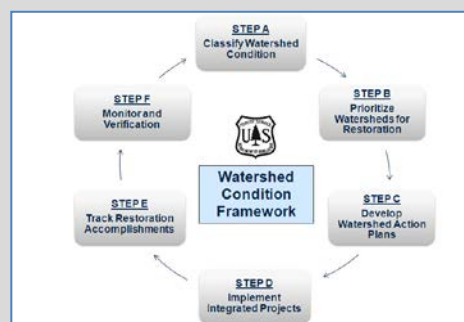 STEP A
Classify Watershed
Condition
STEP B
Prioritize
Watersheds for
Restoration
STEP C
Develop
Watershed Action
Plans
STEP D
Implement
Integrated Projects
STEP E
Track Restoration
Accomplishments
STEP F
Monitor and
Verification
U S
Watershed
Condition
Framework